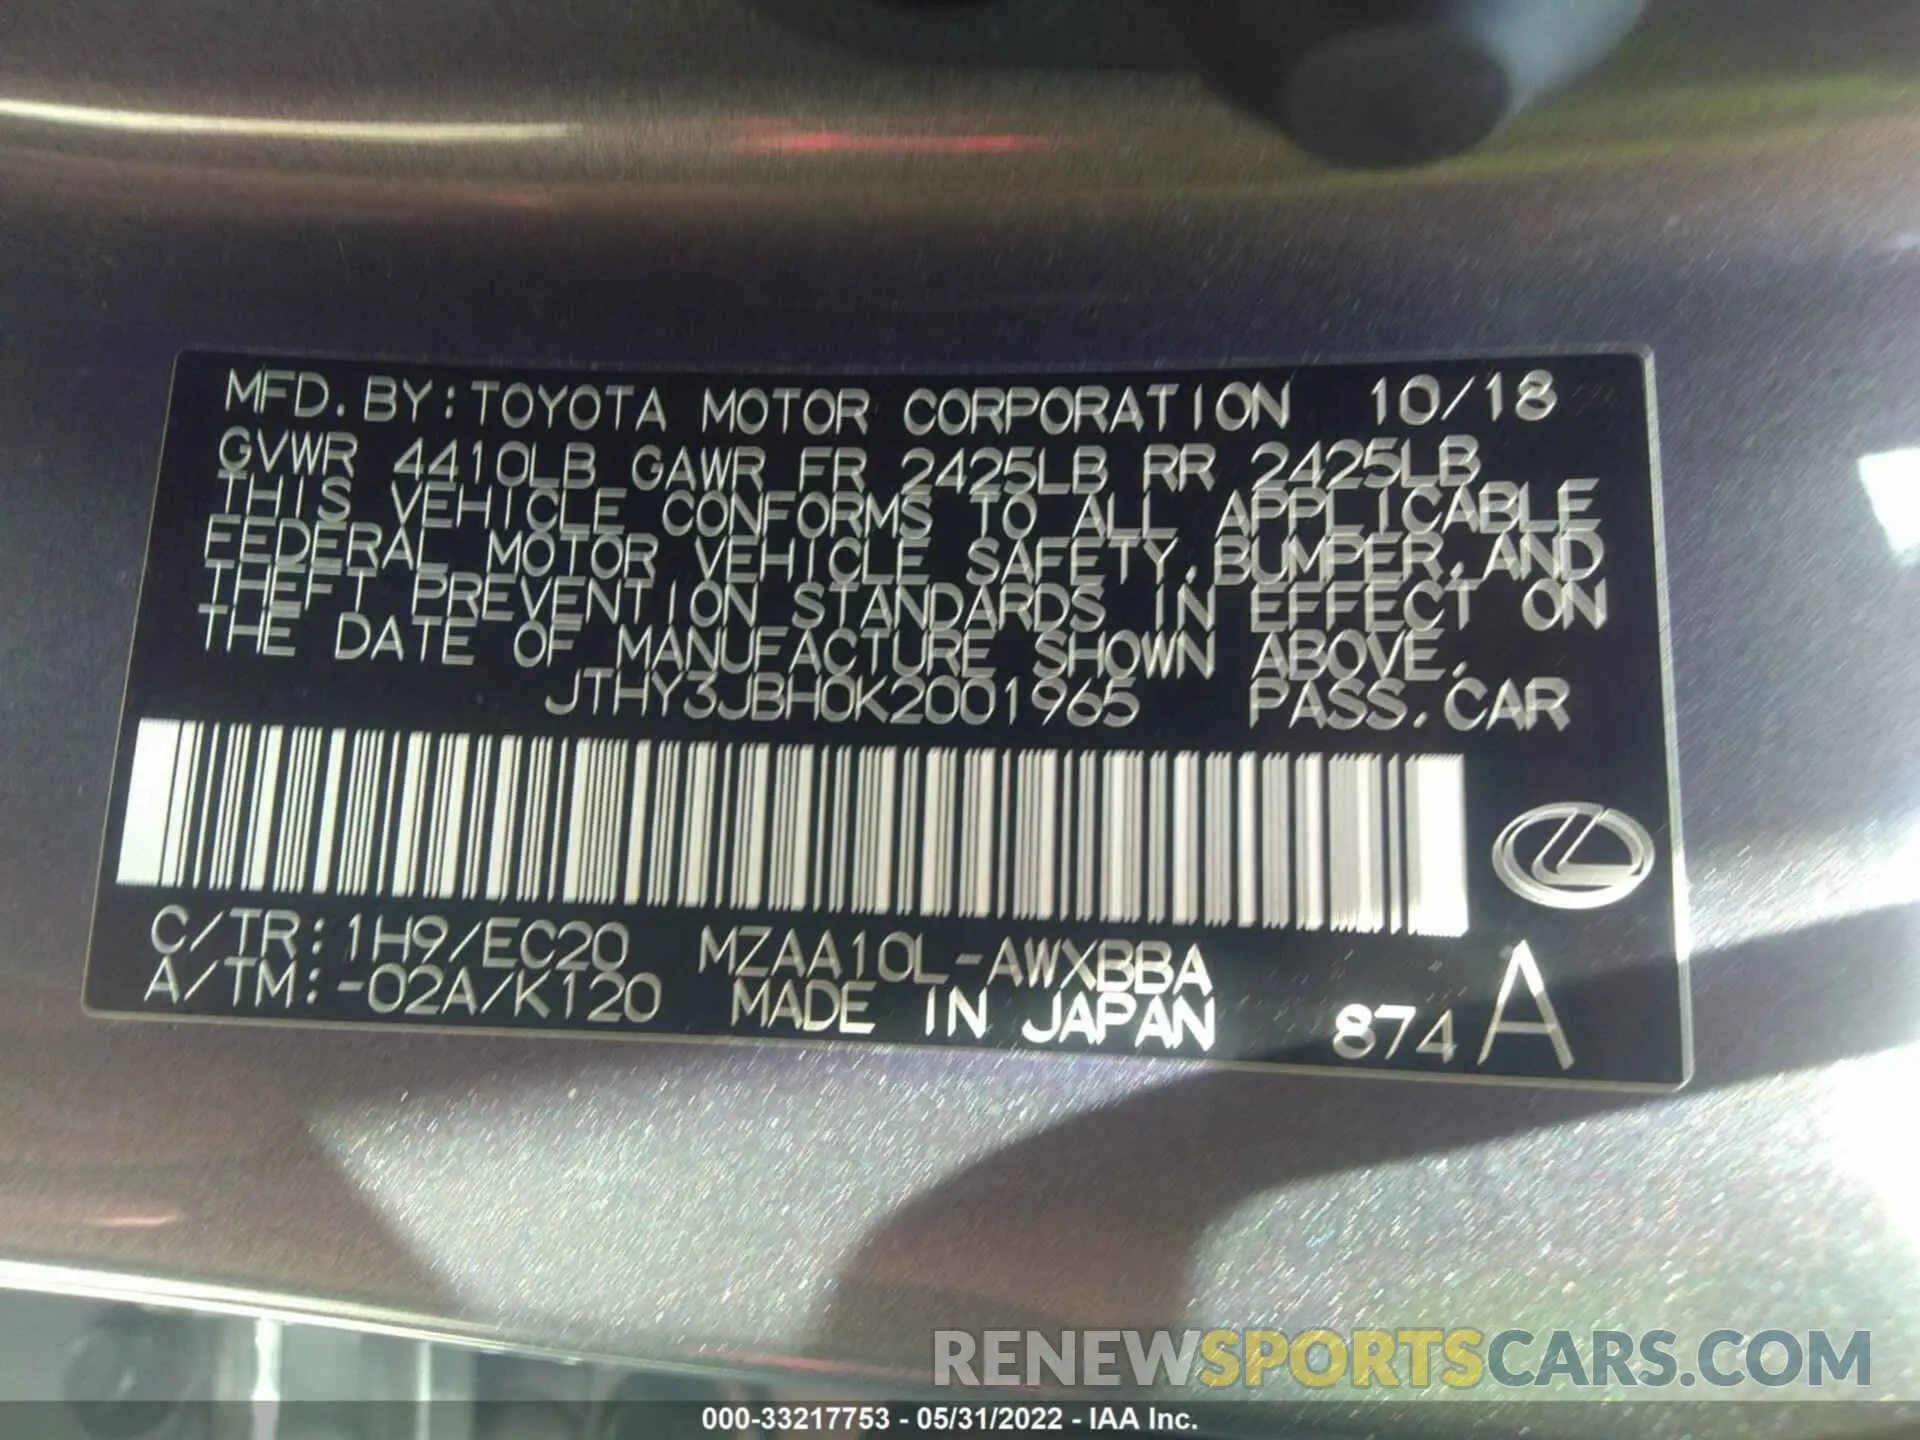 MFD. BY: TOYOTA MOTOR CORPORATION 10/18
GVWR 4410LB GAWR FR 2425LB RR 2425LB
THIS VEHICLE CONFORMS TO ALL APPLICABLE
FEDERAL MOTOR VEHICLE SAFETY, BUMPER, AND
THEFT PREVENTION STANDARDS IN EFFECT ON
THE DATE OF MANUFACTURE SHOWN ABOVE.
JTHY3JBH0K2001965 PASS. CAR
C/TR: 1H9/EC20 MZAA10L-AWXBBA
A/TM: -02A/K120 MADE IN JAPAN 874 A
RENEWSPORTSCARS.COM
000-33217753 - 05/31/2022 - IAA Inc.